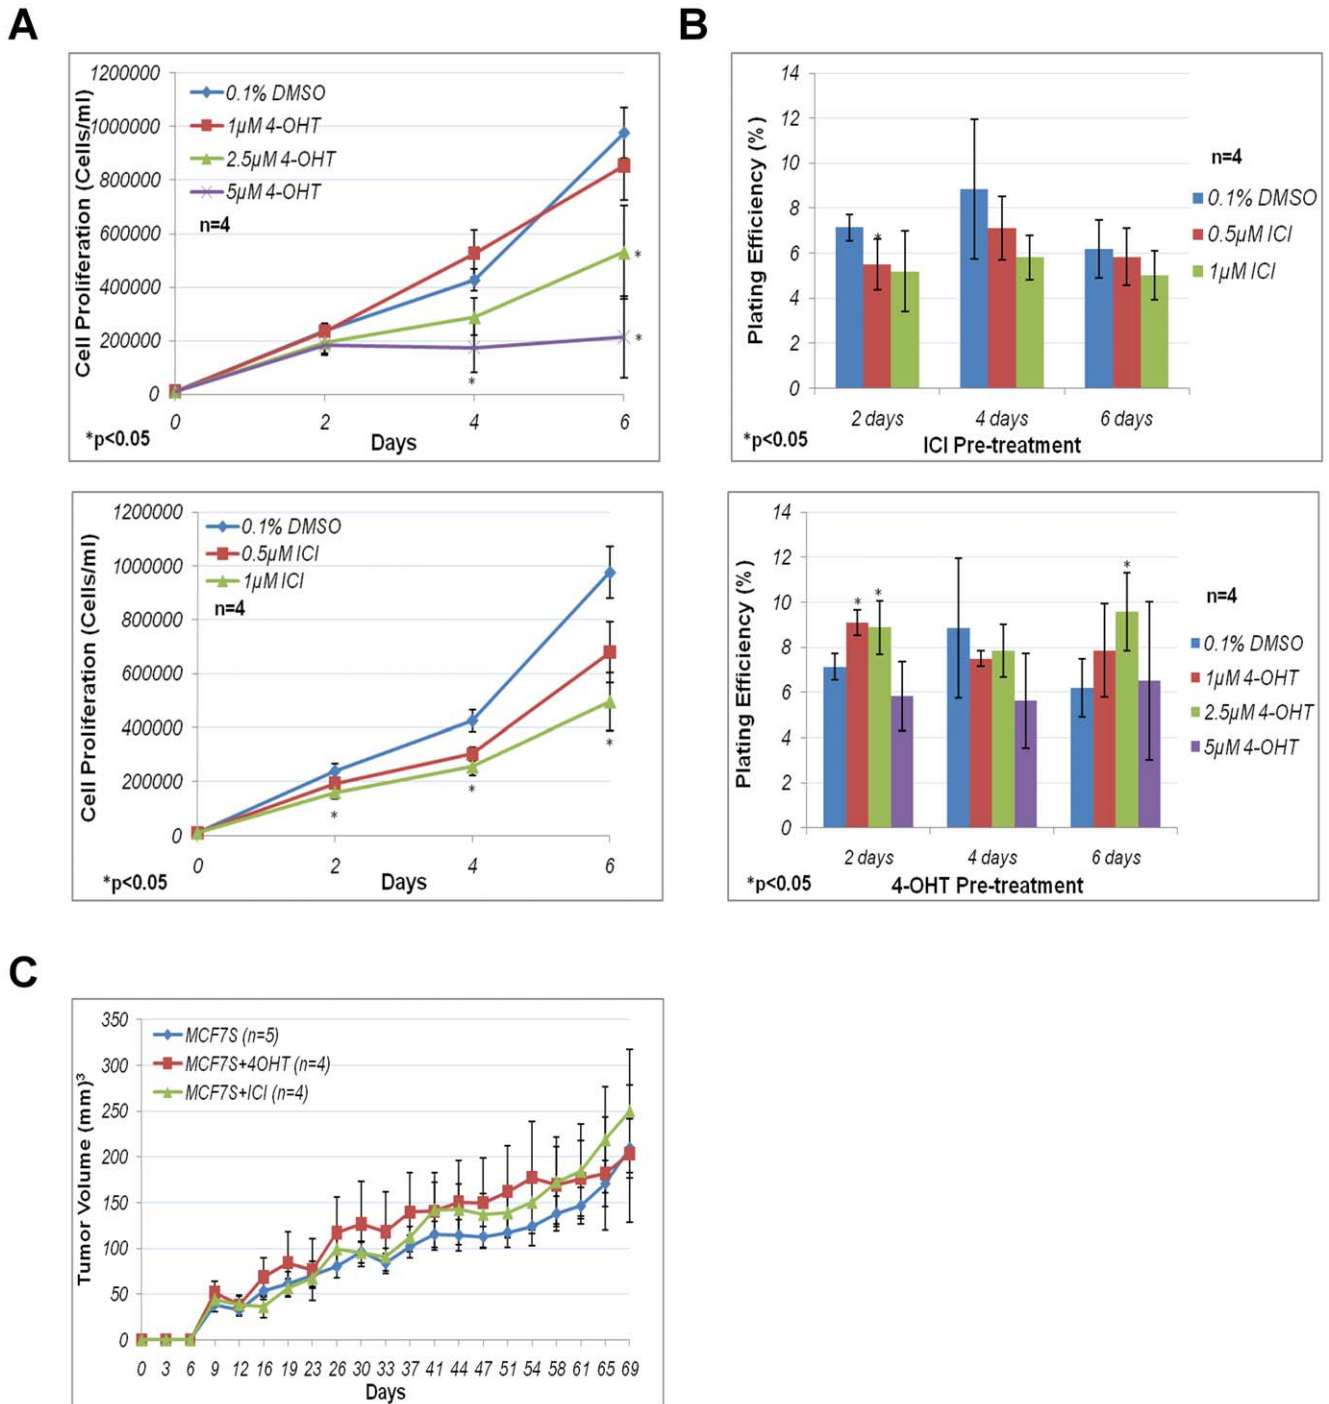 A
Cell Proliferation (Cells/ml)
1200000
1000000
800000
600000
400000
200000
0
0.1% DMSO
1µM 4-OHT
2.5µM 4-OHT
5µM 4-OHT
n=4
*
*
*
0 2 4 6
*p<0.05
Days
Cell Proliferation (Cells/ml)
1200000
1000000
800000
600000
400000
200000
0
0.1% DMSO
0.5µM ICI
1µM ICI
n=4
*
*
*
0 2 4 6
*p<0.05
Days
B
Plating Efficiency (%)
14
12
10
8
6
4
2
0
*
n=4
0.1% DMSO
0.5µM ICI
1µM ICI
2 days 4 days 6 days
*p<0.05
ICI Pre-treatment
Plating Efficiency (%)
14
12
10
8
6
4
2
0
* *
*
n=4
0.1% DMSO
1µM 4-OHT
2.5µM 4-OHT
5µM 4-OHT
2 days 4 days 6 days
*p<0.05
4-OHT Pre-treatment
C
Tumor Volume (mm)³
350
300
250
200
150
100
50
0
MCF7S (n=5)
MCF7S+4OHT (n=4)
MCF7S+ICI (n=4)
0 3 6 9 12 16 19 23 26 30 33 37 41 44 47 51 54 58 61 65 69
Days